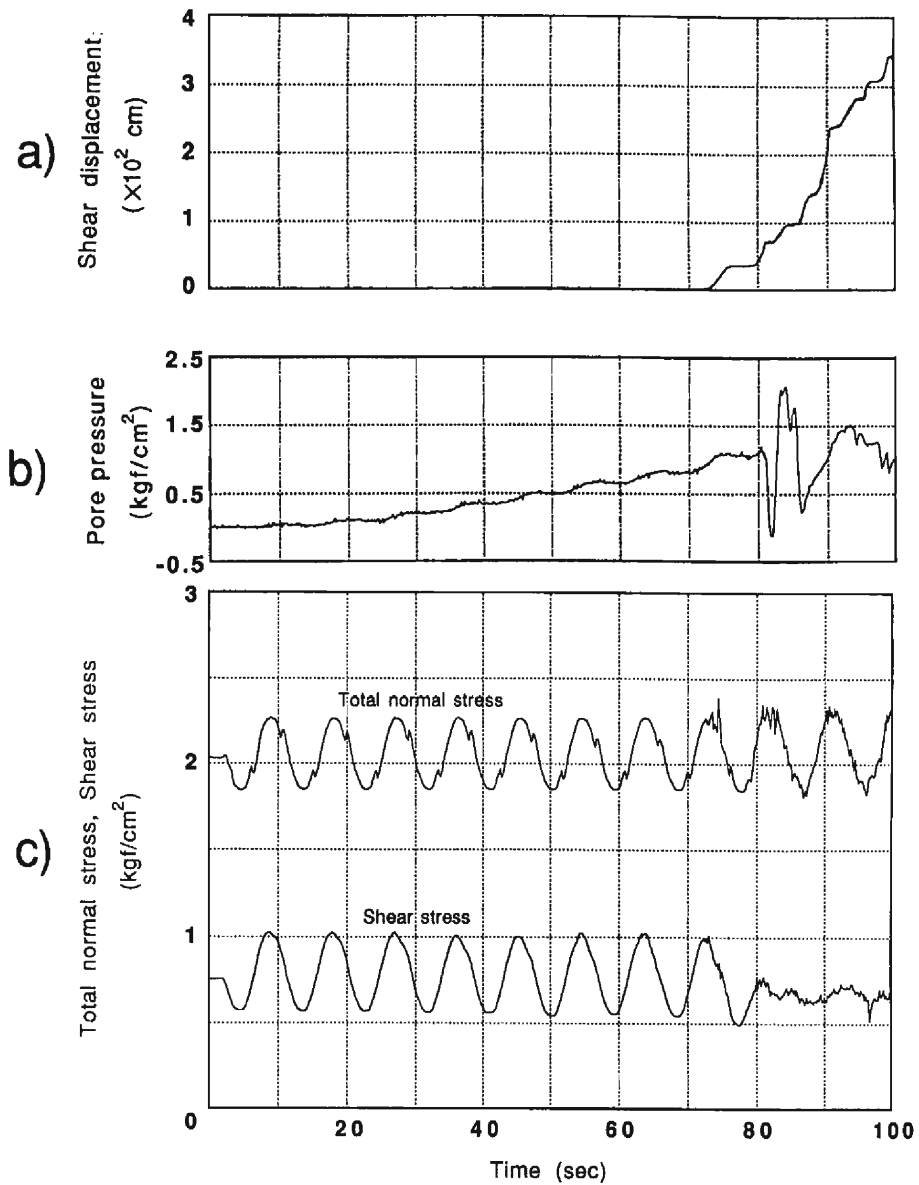 a)
Shear displacement;
(×10² cm)
4
3
2
1
0
b)
Pore pressure
(kgf/cm²)
2.5
1.5
0.5
-0.5
c)
Total normal stress, Shear stress
(kgf/cm²)
3
2
1
0
Total normal stress
Shear stress
20 40 60 80 100
Time (sec)